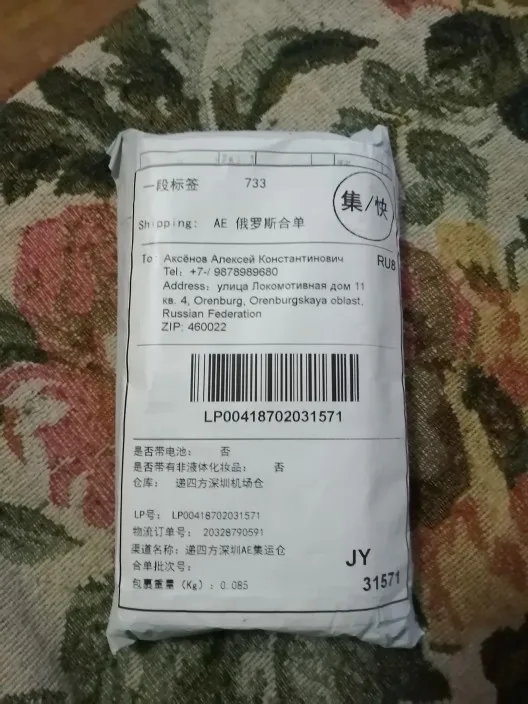 一段标签 733
集/快
Shipping: AE 俄罗斯合单
To: Аксёнов Алексей Константинович
RU8
Tel: +7-/ 9878989680
Address: улица Локомотивная дом 11
кв. 4, Orenburg, Orenburgskaya oblast,
Russian Federation
ZIP: 460022
LP00418702031571
是否带电池: 否
是否带有非液体化妆品: 否
仓库: 递四方深圳机场仓
LP号: LP00418702031571
物流订单号: 20328790591
渠道名称: 递四方深圳AE集运仓
合单批次号:
包裹重量 (Kg) : 0.085
JY
31571